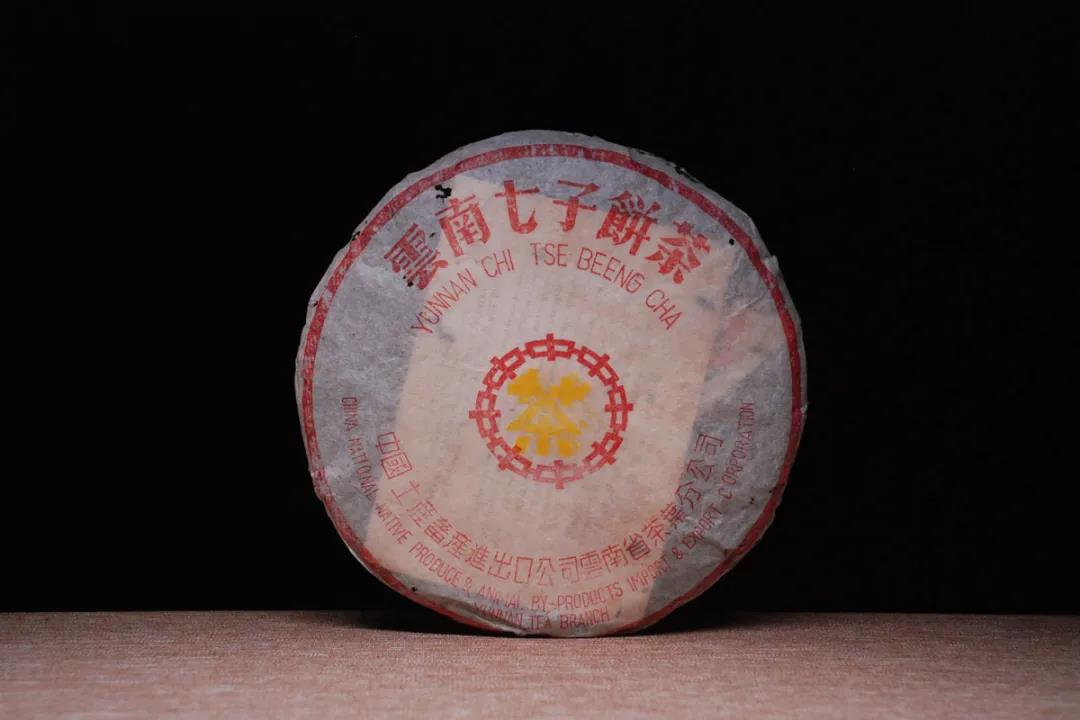 雲南七子餅茶
YUNNAN CHI TSE BEENG CHA
茶
中國土產畜產進出口公司雲南省茶葉分公司
CHINA NATIONAL NATIVE PRODUCE & ANIMAL BY-PRODUCTS IMPORT & EXPORT CORPORATION
YUNNAN TEA BRANCH